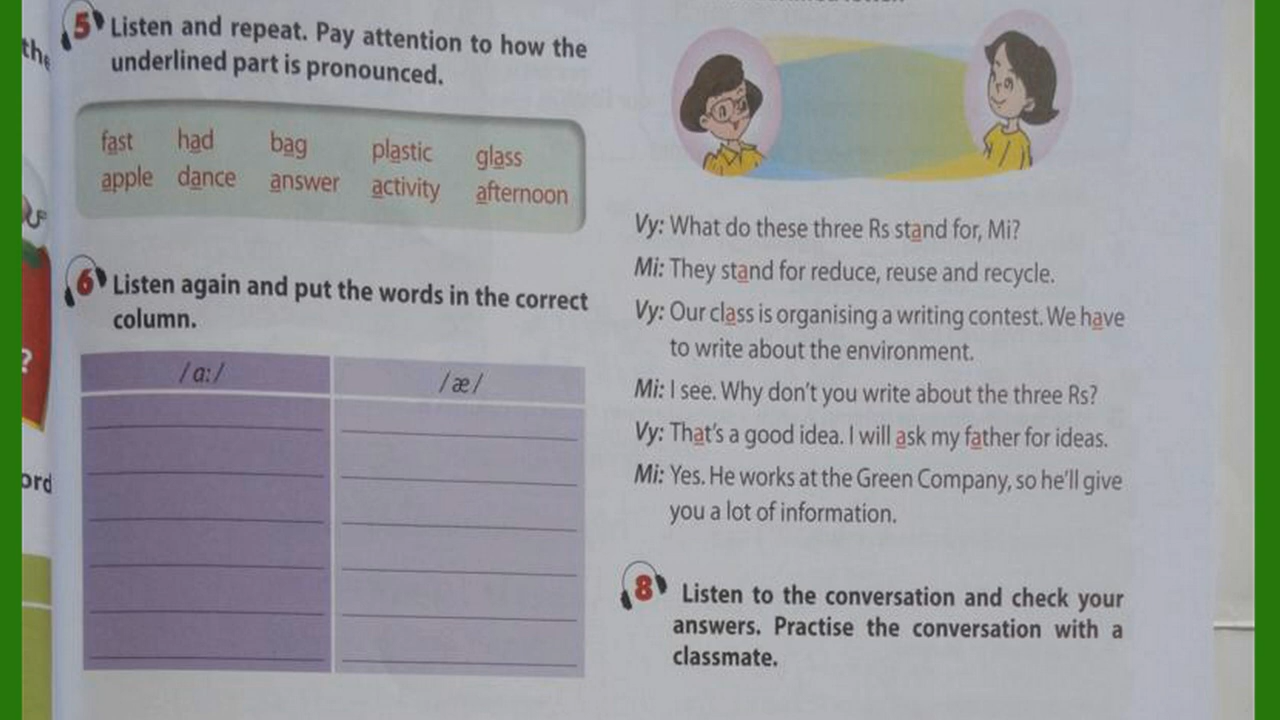 the
5 Listen and repeat. Pay attention to how the
underlined part is pronounced.
fast had bag plastic glass
apple dance answer activity afternoon
6 Listen again and put the words in the correct
column.
/ɑː/ /æ/
?
ord
Vy: What do these three Rs stand for, Mi?
Mi: They stand for reduce, reuse and recycle.
Vy: Our class is organising a writing contest. We have
to write about the environment.
Mi: I see. Why don't you write about the three Rs?
Vy: That's a good idea. I will ask my father for ideas.
Mi: Yes. He works at the Green Company, so he'll give
you a lot of information.
8 Listen to the conversation and check your
answers. Practise the conversation with a
classmate.